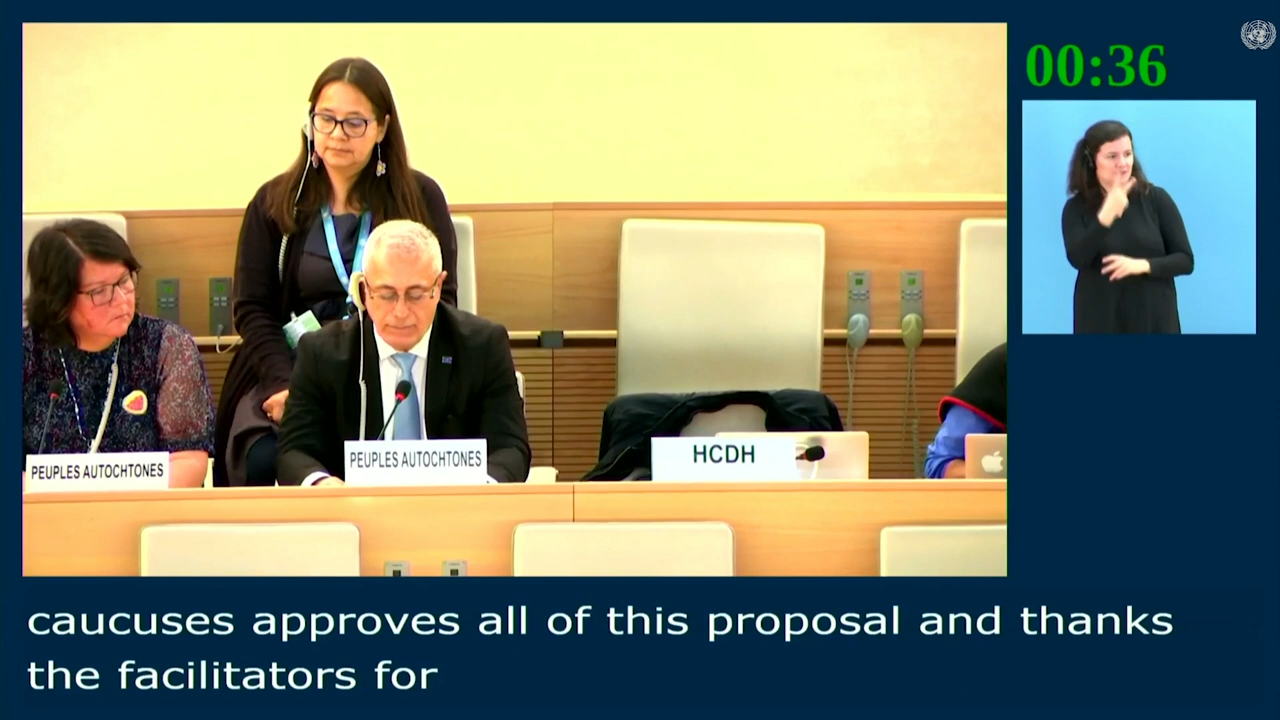 00:36
PEUPLES AUTOCHTONES
PEUPLES AUTOCHTONES
HCDH
caucuses approves all of this proposal and thanks
the facilitators for